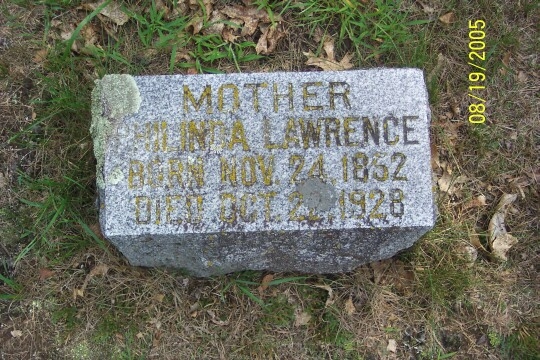 MOTHER
LAWRENCE
BORN NOV. 24, 1852
DIED OCT. 1928
08/19/2005